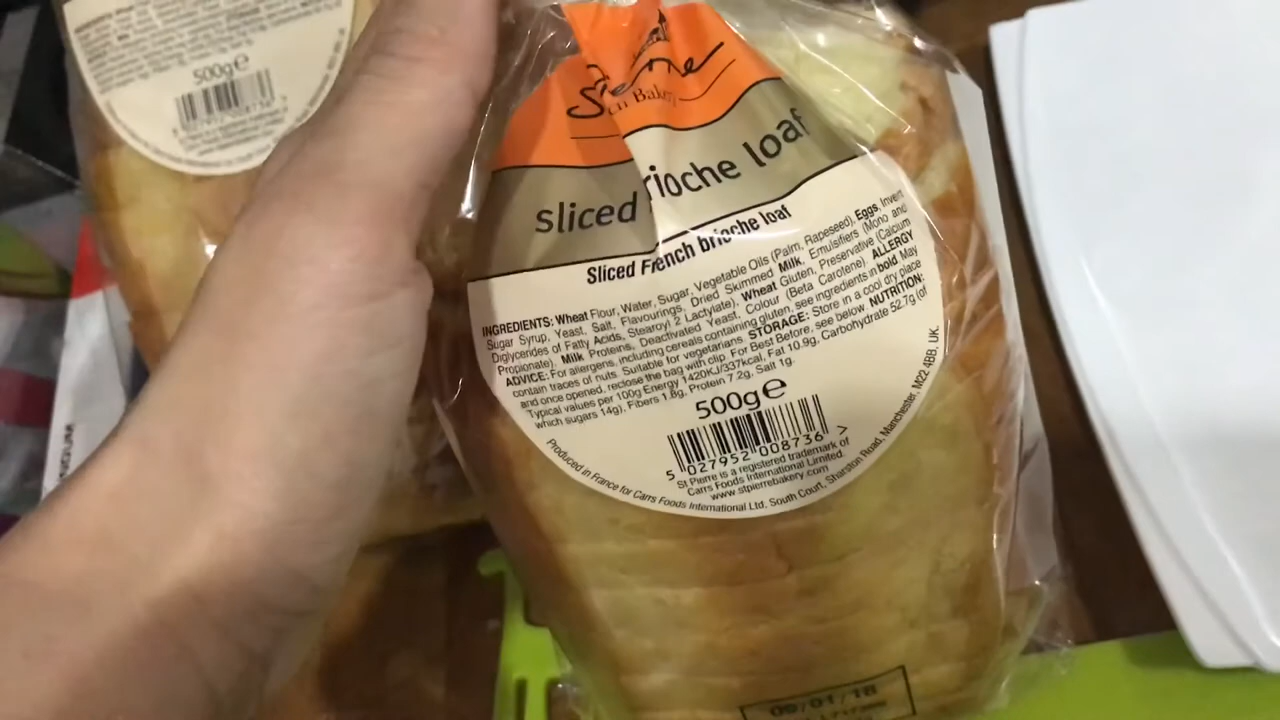 St Pierre
Bakery
sliced brioche loaf
Sliced French brioche loaf
INGREDIENTS: Wheat Flour, Water, Sugar, Vegetable Oils (Palm, Rapeseed), Eggs, Invert
Sugar Syrup, Yeast, Salt, Flavourings, Dried Skimmed Milk, Emulsifiers (Mono and
Diglycerides of Fatty Acids, Stearoyl 2 Lactylate), Wheat Gluten, Preservative (Calcium
Propionate), Milk Proteins, Deactivated Yeast, Colour (Beta Carotene). ALLERGY
ADVICE: For allergens, including cereals containing gluten, see ingredients in bold May
contain traces of nuts. Suitable for vegetarians. STORAGE: Store in a cool dry place
and once opened, reclose the bag with clip. For Best Before, see below. NUTRITION:
Typical values per 100g Energy 1420KJ/337kcal, Fat 10.9g, Carbohydrate 52.7g (of
which sugars 14g), Fibers 1.8g, Protein 7.2g, Salt 1g.
500g e
5 027952 008736 >
St Pierre is a registered trademark of
Carrs Foods International Limited.
www.stpierrebakery.com
Produced in France for Carrs Foods International Ltd, South Court, Sharston Road, Manchester, M22 4BB, UK.
09/01/18
500g e